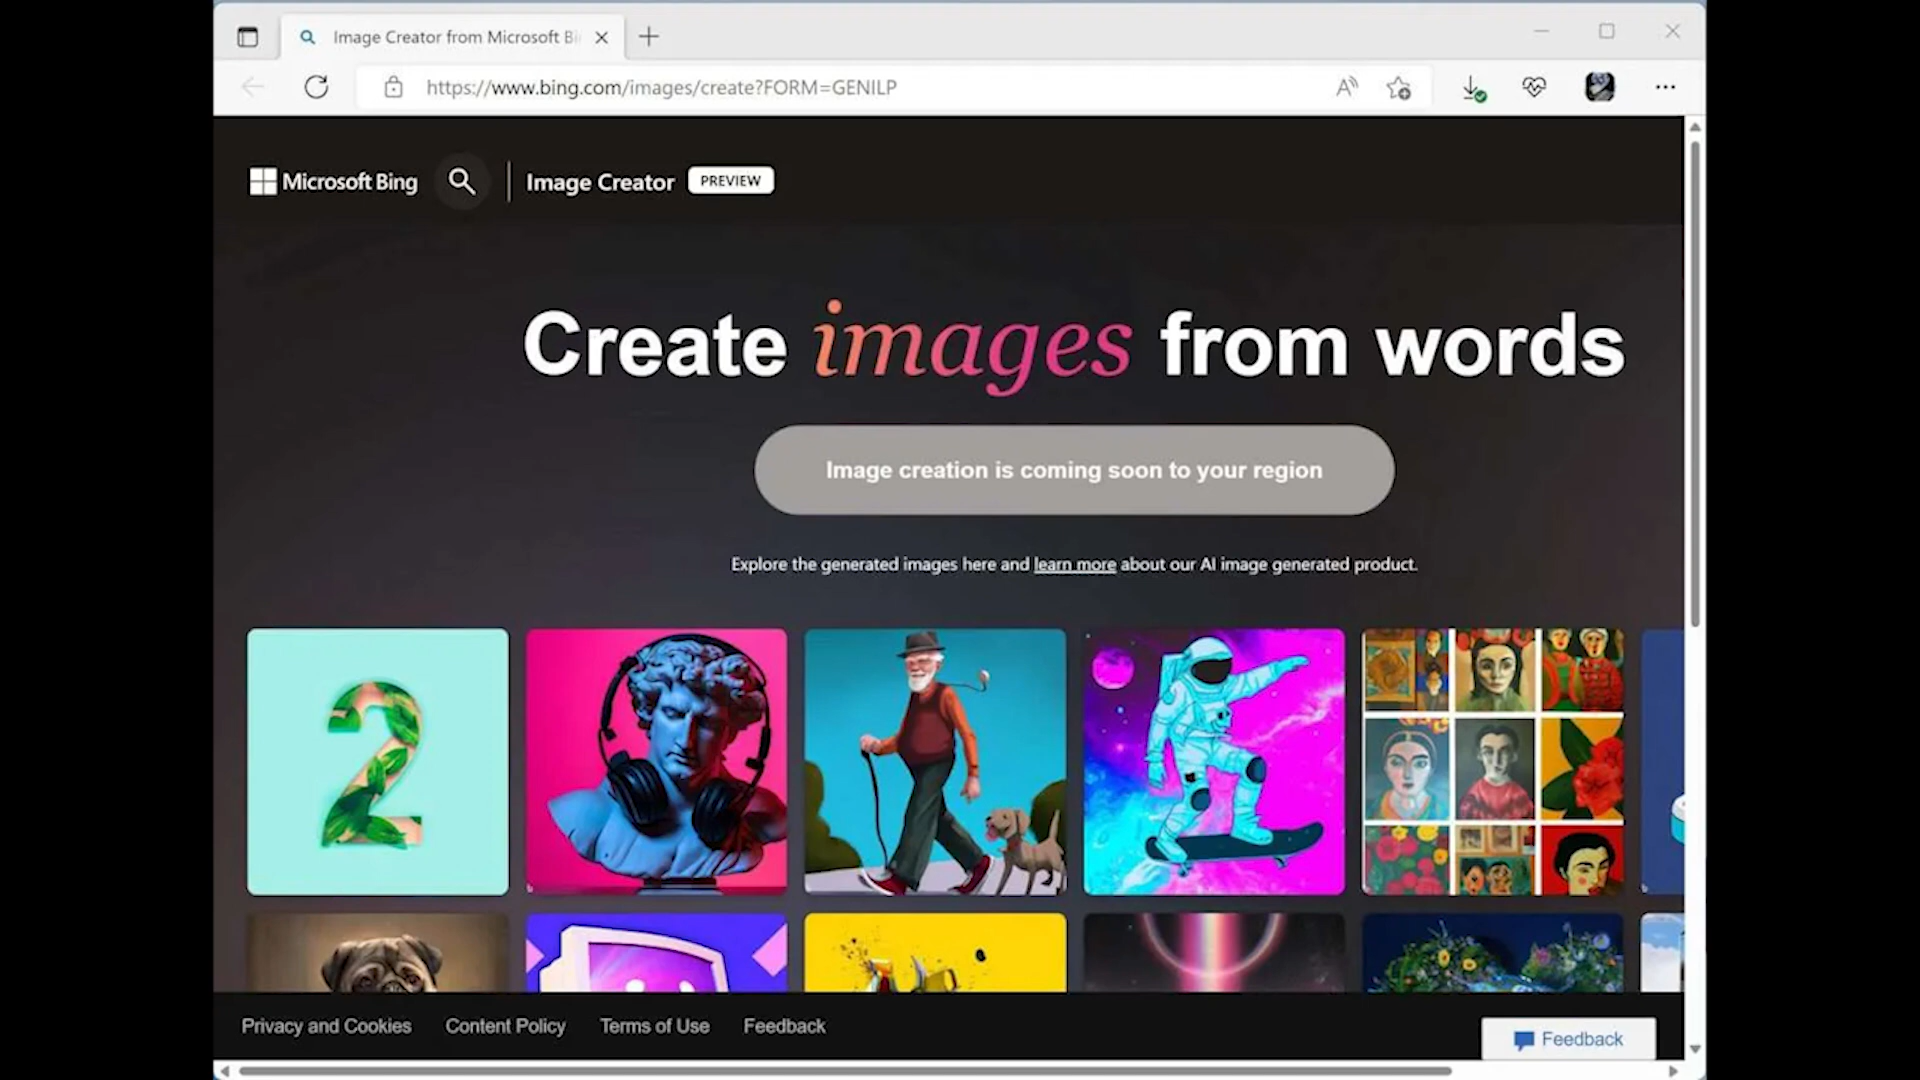 Image Creator from Microsoft Bi
https://www.bing.com/images/create?FORM=GENILP
Microsoft Bing
Image Creator
PREVIEW
Create images from words
Image creation is coming soon to your region
Explore the generated images here and learn more about our AI image generated product.
2
Privacy and Cookies
Content Policy
Terms of Use
Feedback
Feedback